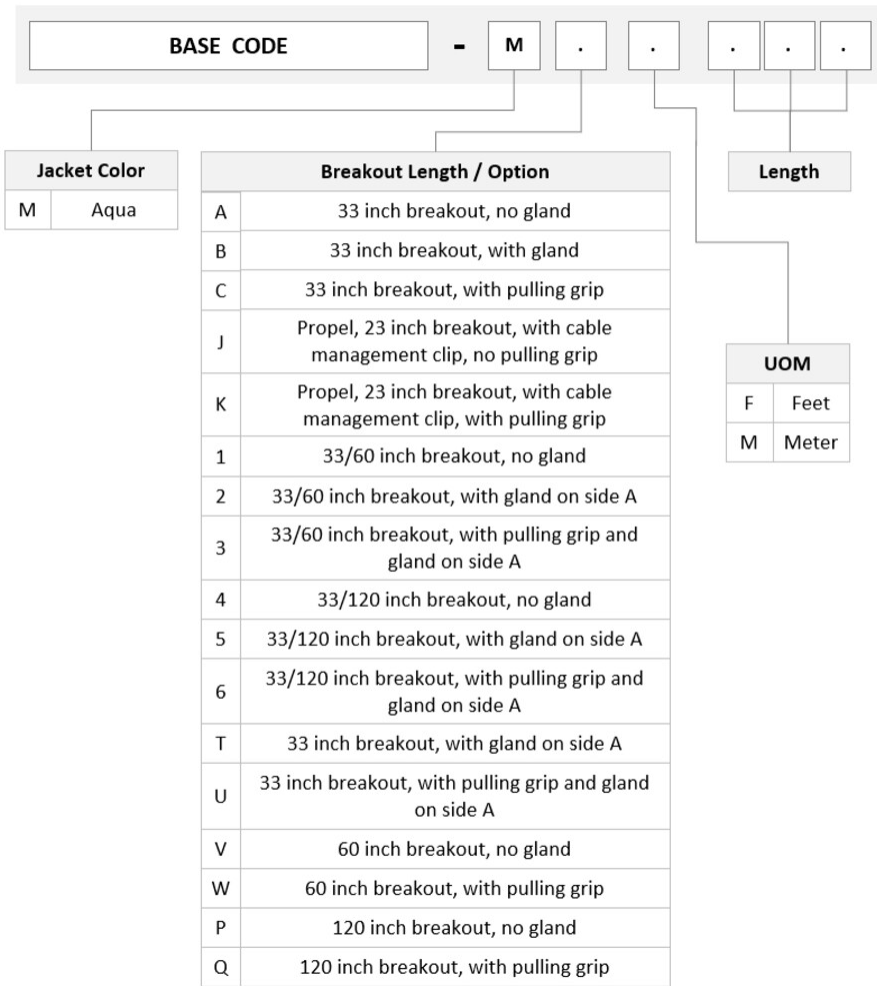 BASE CODE - M . . . . .
Jacket Color
M Aqua
Breakout Length / Option
A 33 inch breakout, no gland
B 33 inch breakout, with gland
C 33 inch breakout, with pulling grip
J Propel, 23 inch breakout, with cable
management clip, no pulling grip
K Propel, 23 inch breakout, with cable
management clip, with pulling grip
1 33/60 inch breakout, no gland
2 33/60 inch breakout, with gland on side A
3 33/60 inch breakout, with pulling grip and
gland on side A
4 33/120 inch breakout, no gland
5 33/120 inch breakout, with gland on side A
6 33/120 inch breakout, with pulling grip and
gland on side A
T 33 inch breakout, with gland on side A
U 33 inch breakout, with pulling grip and gland
on side A
V 60 inch breakout, no gland
W 60 inch breakout, with pulling grip
P 120 inch breakout, no gland
Q 120 inch breakout, with pulling grip
Length
UOM
F Feet
M Meter